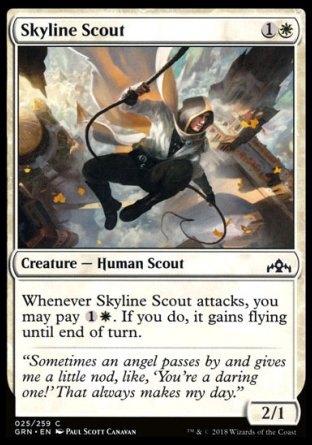 Skyline Scout 1
Creature — Human Scout
Whenever Skyline Scout attacks, you
may pay 1 . If you do, it gains flying
until end of turn.
“Sometimes an angel passes by and gives
me a little nod, like, ‘You’re a daring
one!’ That always makes my day.”
2/1
025/259 C
GRN • EN Paul Scott Canavan
™ & © 2018 Wizards of the Coast